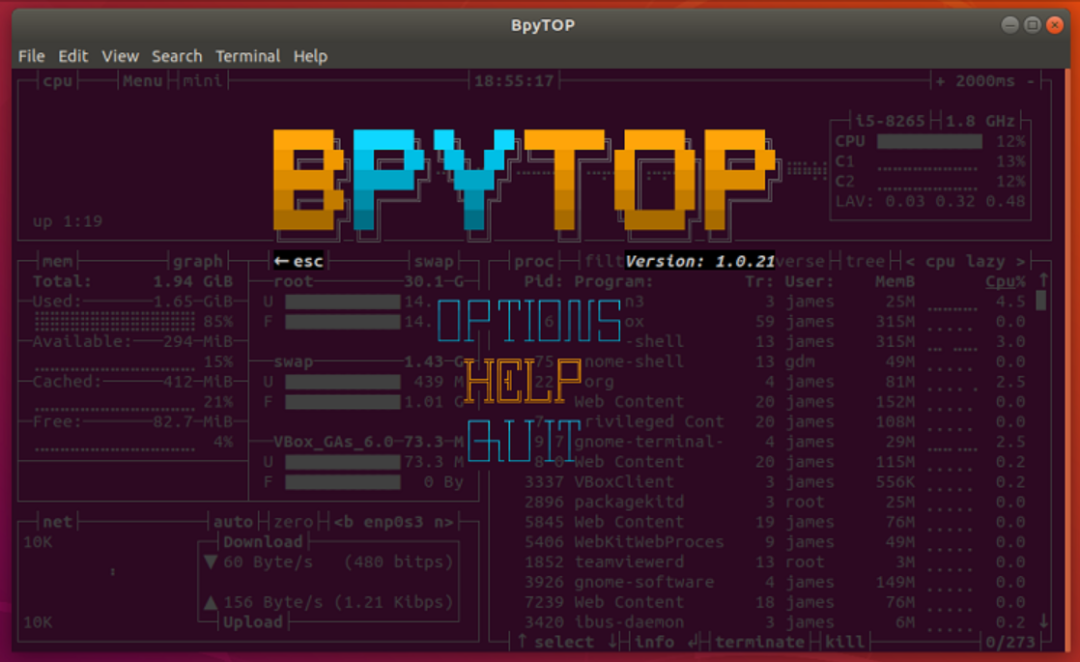 BpyTOP
File Edit View Search Terminal Help
cpu Menu mini 18:55:17 + 2000ms -
BPYTOP
i5-8265 1.8 GHz
CPU 12%
C1 13%
C2 12%
LAV: 0.03 0.32 0.48
up 1:19
← esc
Version: 1.0.21
OPTIONS
HELP
QUIT
mem graph
Total: 1.94 GiB
Used: 1.65 GiB
85%
Available: 294 MiB
15%
Cached: 412 MiB
21%
Free: 82.7 MiB
4%
swap
root 30.1 G
U 14.
F 14.
swap 1.43 G
U 439 M
F 1.01 G
VBox_GAs_6.0 73.3 M
U 73.3 M
F 0 By
proc filt verse tree < cpu lazy >
Pid: Program: Tr: User: MemB Cpu% ↑
n3 3 james 25M 4.5
6 ox 59 james 315M 0.0
-shell 13 james 315M 3.0
75 nome-shell 13 gdm 49M 0.0
22 org 4 james 81M 2.5
Web Content 20 james 152M 0.0
7 rivileged Cont 20 james 108M 0.0
9 7 gnome-terminal- 4 james 29M 2.5
8 0 Web Content 20 james 115M 0.2
3337 VBoxClient 3 james 556K 0.2
2896 packagekitd 3 root 25M 0.0
5845 Web Content 19 james 76M 0.0
5406 WebKitWebProces 9 james 49M 0.0
1852 teamviewerd 13 root 3M 0.0
3926 gnome-software 4 james 149M 0.0
7239 Web Content 18 james 76M 0.0
3420 ibus-daemon 3 james 6M 0.2 ↓
↑ select ↓ info ↲ terminate kill 0/273
net auto zero <b enp0s3 n>
10K
Download
▼ 60 Byte/s (480 bitps)
▲ 156 Byte/s (1.21 Kibps)
Upload
10K